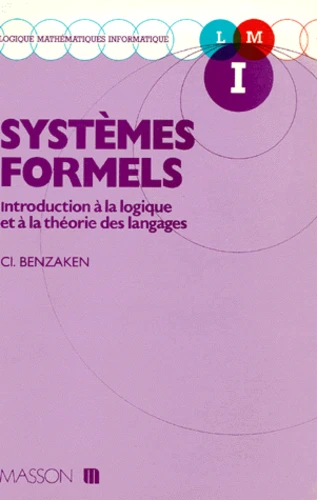 LOGIQUE MATHÉMATIQUES INFORMATIQUE
L M
I
SYSTÈMES
FORMELS
Introduction à la logique
et à la théorie des langages
Cl. BENZAKEN
MASSON m